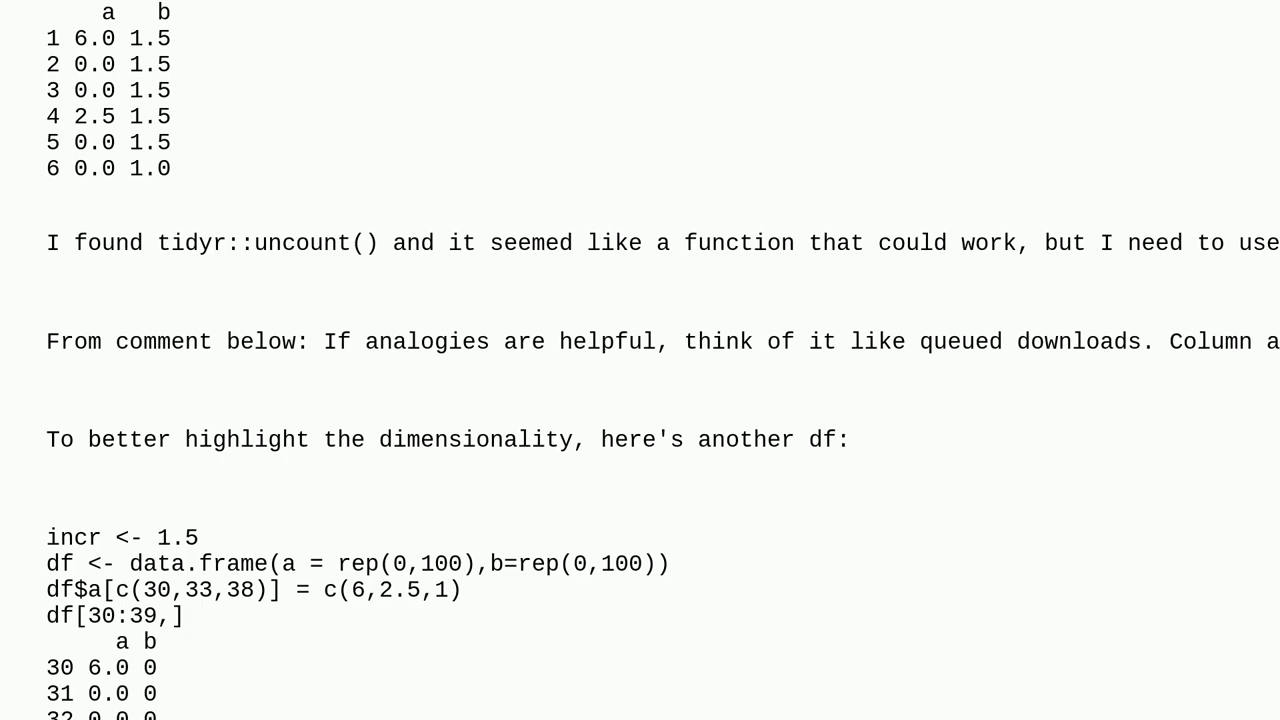 a b
1 6.0 1.5
2 0.0 1.5
3 0.0 1.5
4 2.5 1.5
5 0.0 1.5
6 0.0 1.0
I found tidyr::uncount() and it seemed like a function that could work, but I need to use
From comment below: If analogies are helpful, think of it like queued downloads. Column a
To better highlight the dimensionality, here's another df:
incr <- 1.5
df <- data.frame(a = rep(0,100),b=rep(0,100))
df$a[c(30,33,38)] = c(6,2.5,1)
df[30:39,]
a b
30 6.0 0
31 0.0 0
32 0.0 0